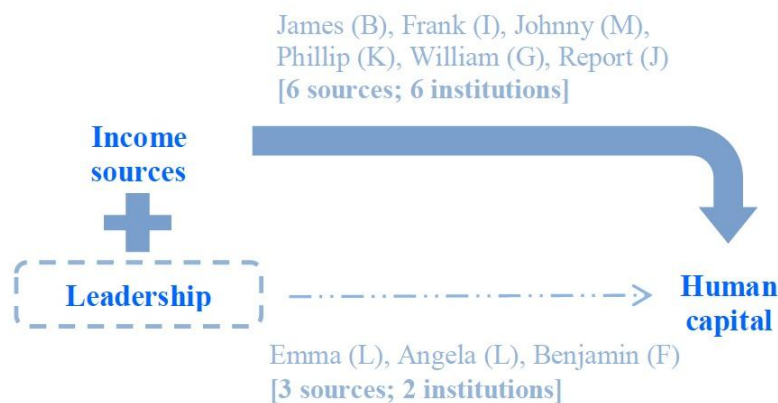 James (B), Frank (I), Johnny (M),
Phillip (K), William (G), Report (J)
[6 sources; 6 institutions]
Income
sources
Leadership
Human
capital
Emma (L), Angela (L), Benjamin (F)
[3 sources; 2 institutions]